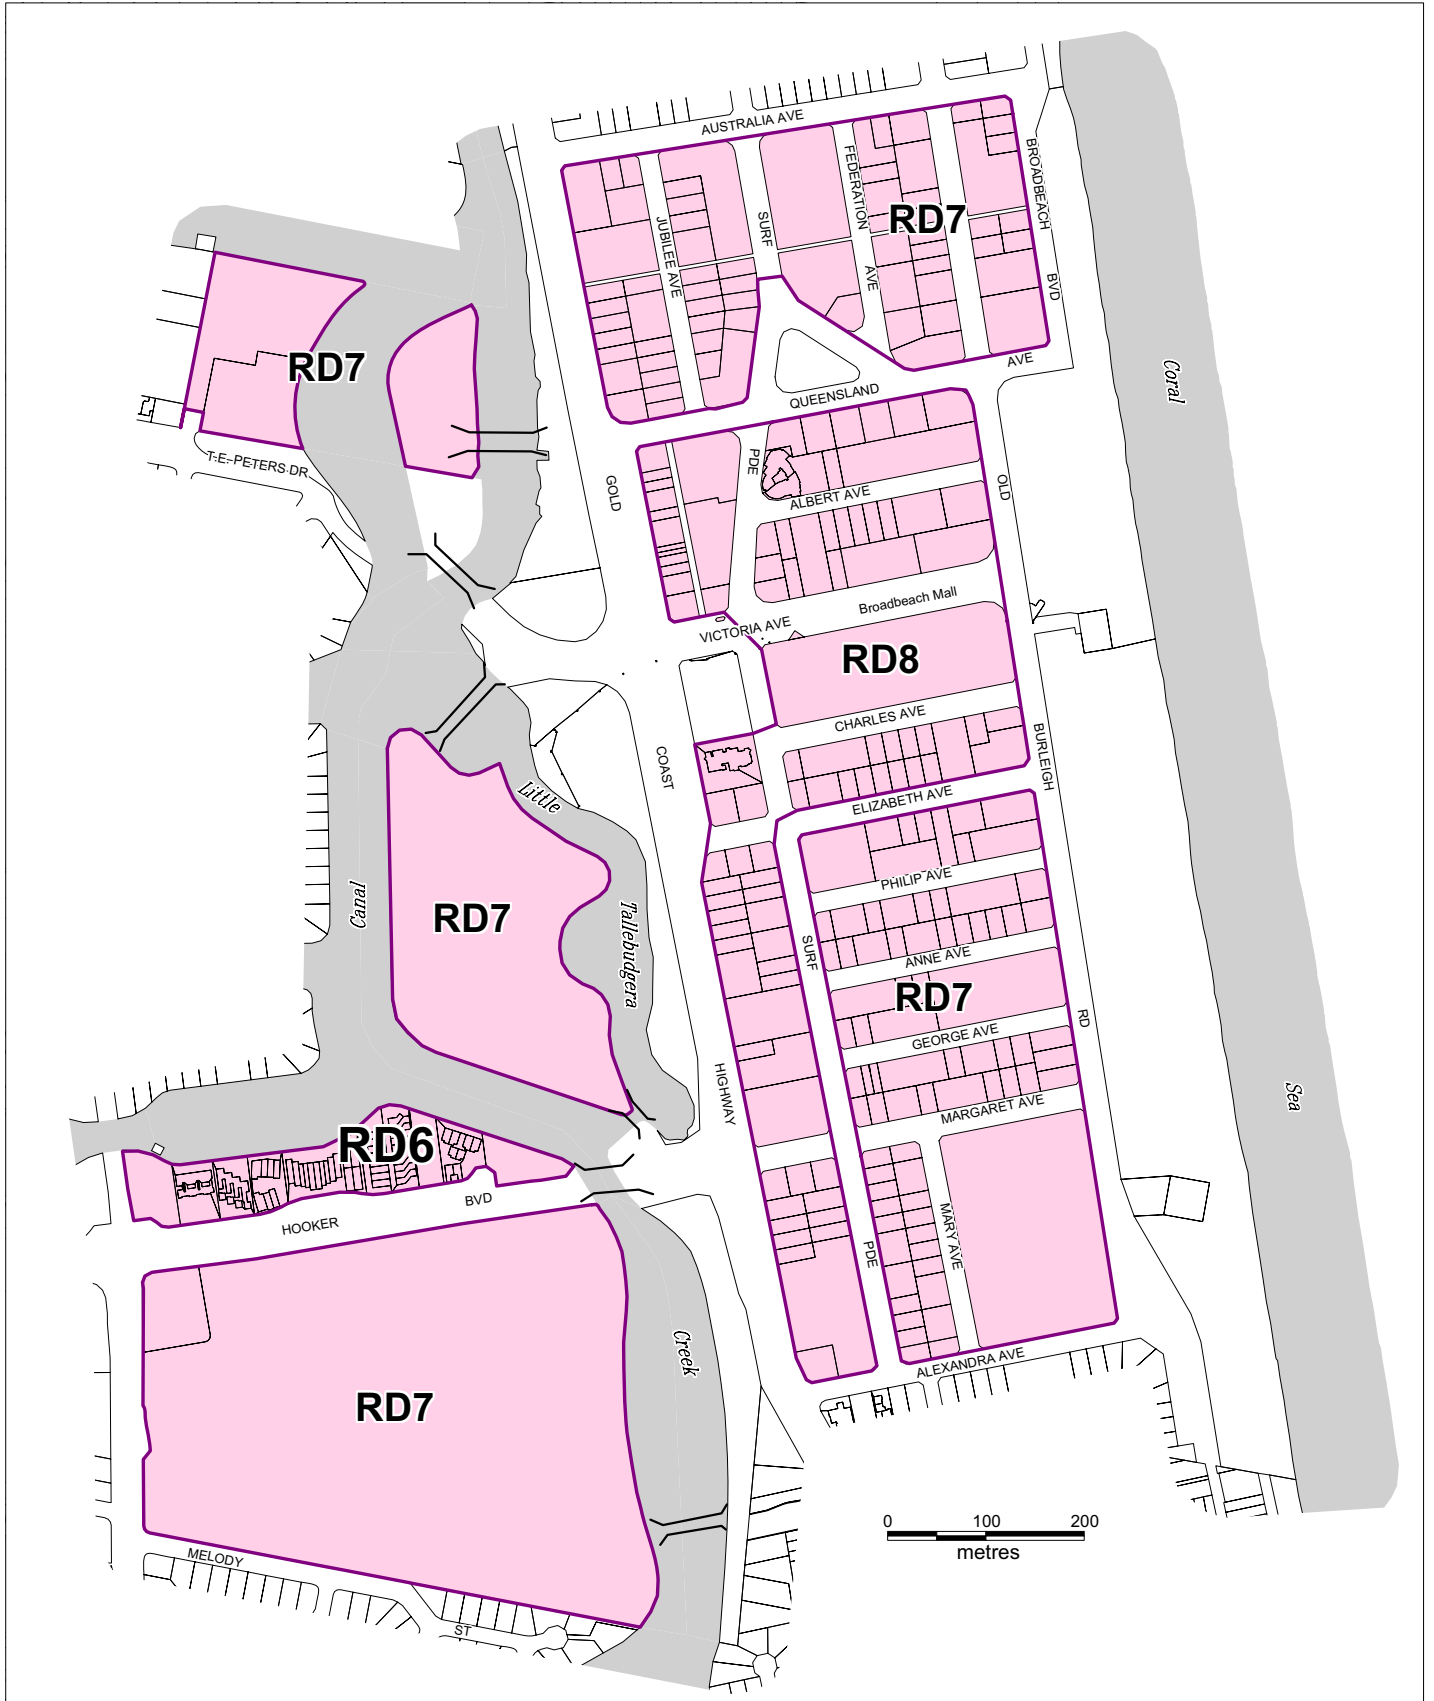 AUSTRALIA AVE
BROADBEACH
BVD
FEDERATION
AVE
SURF
JUBILEE AVE
RD7
RD7
Coral
AVE
QUEENSLAND
T.E. PETERS DR
PDE
GOLD
OLD
ALBERT AVE
Broadbeach Mall
VICTORIA AVE
RD8
CHARLES AVE
COAST
BURLEIGH
Little
ELIZABETH AVE
PHILIP AVE
Canal
RD7
Tallebudgera
SURF
ANNE AVE
RD7
RD
GEORGE AVE
HIGHWAY
Sea
MARGARET AVE
RD6
BVD
HOOKER
MARY AVE
PDE
Creek
ALEXANDRA AVE
RD7
0 100 200
metres
MELODY
ST